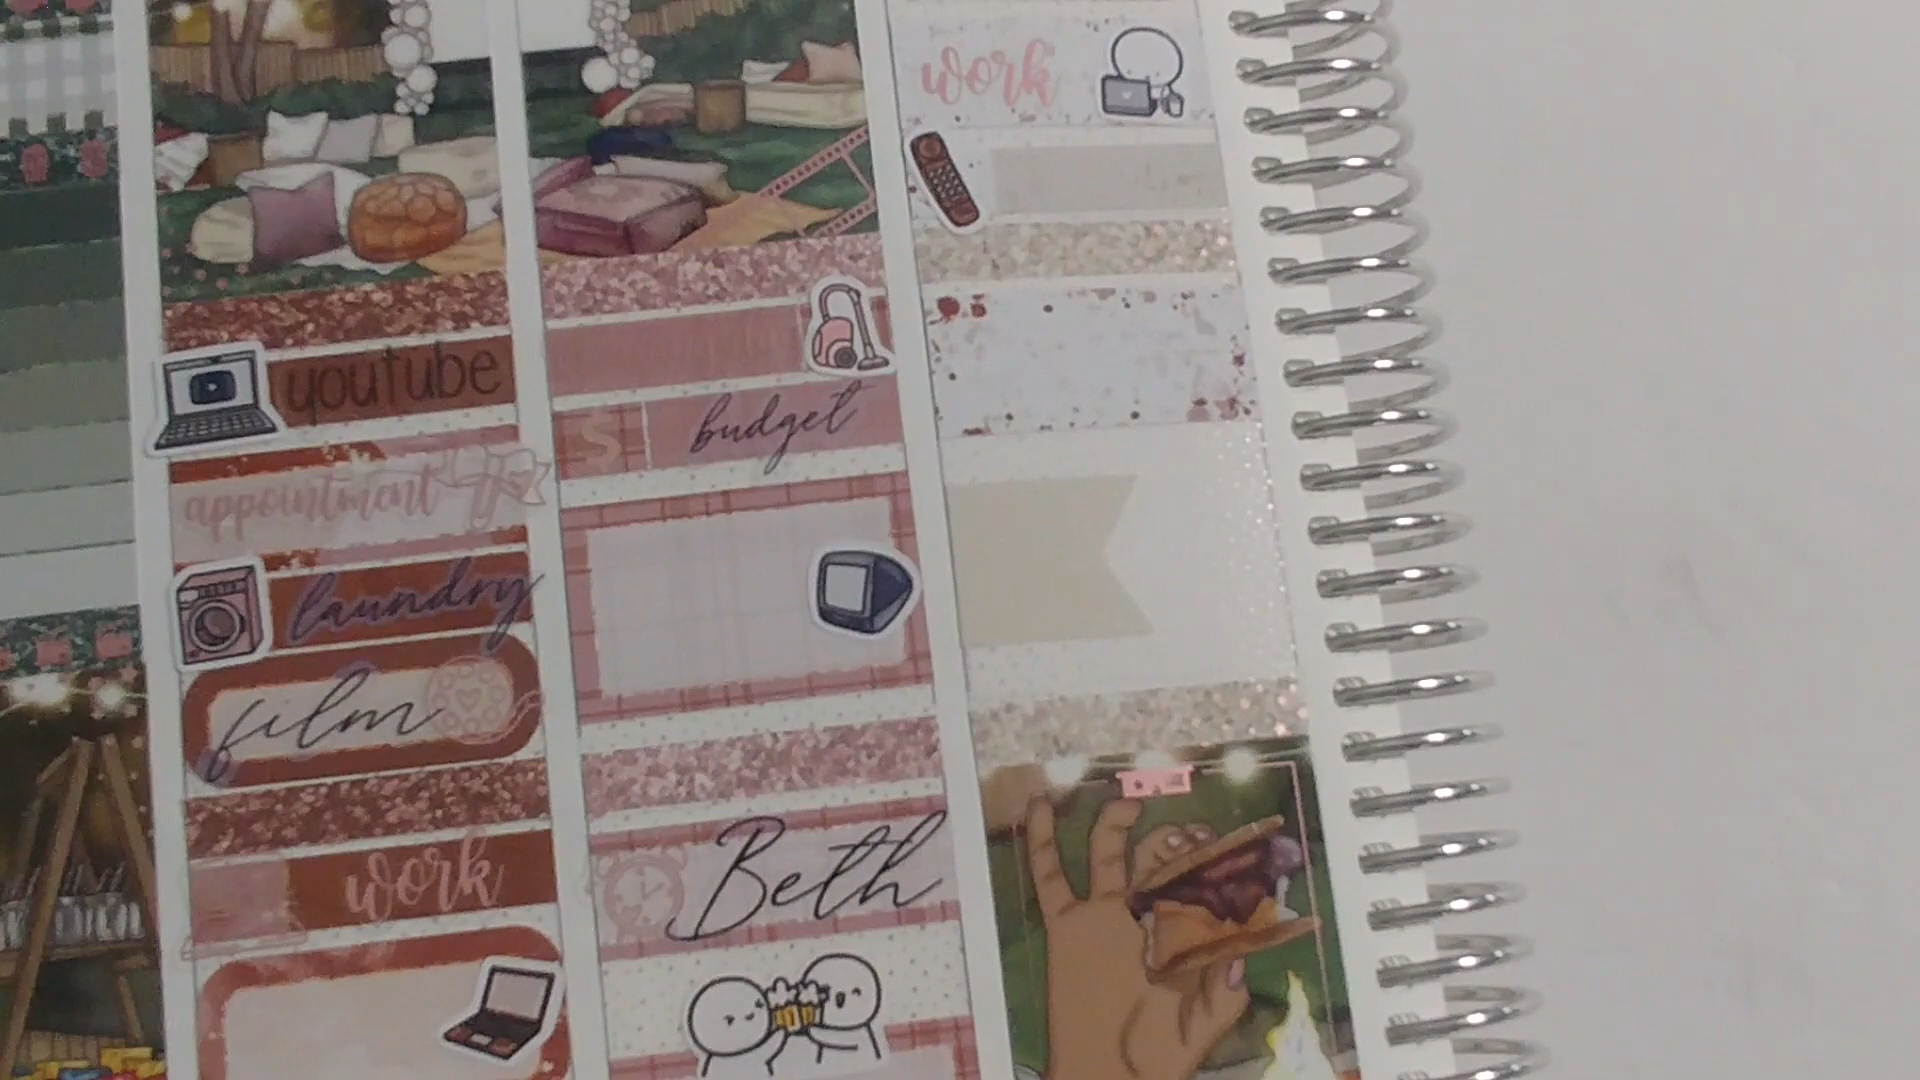 work
youtube
budget
appointment
laundry
film
work
Beth